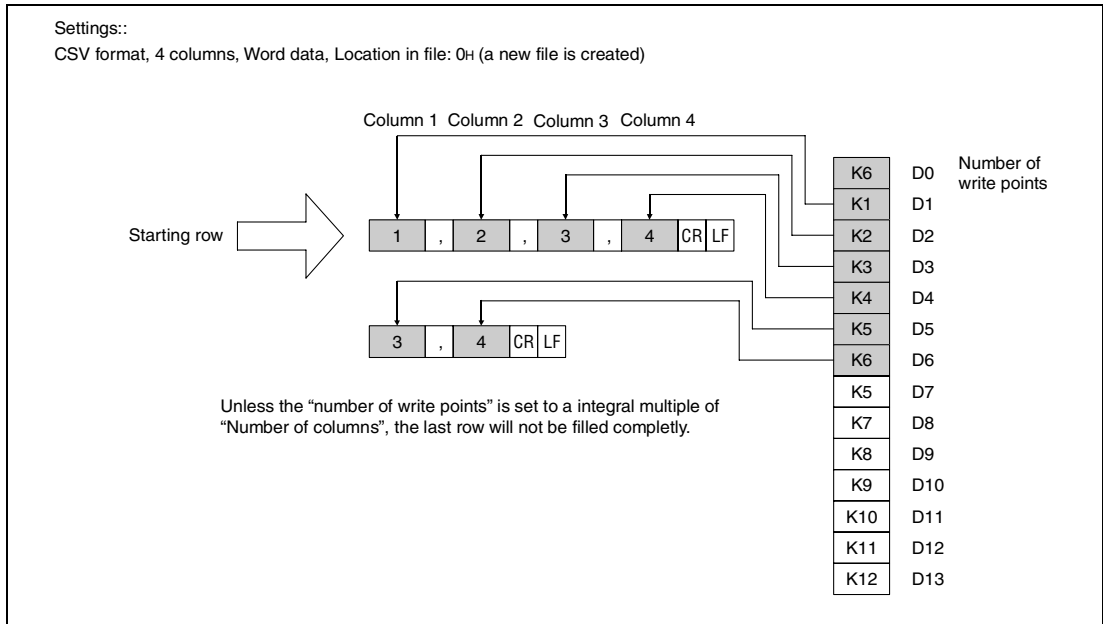 Settings::
CSV format, 4 columns, Word data, Location in file: 0H (a new file is created)
Column 1 Column 2 Column 3 Column 4
Number of
write points
K6 D0
K1 D1
Starting row
1 , 2 , 3 , 4 CR LF
K2 D2
K3 D3
K4 D4
K5 D5
3 , 4 CR LF
K6 D6
K5 D7
Unless the “number of write points” is set to a integral multiple of
“Number of columns”, the last row will not be filled completly.
K7 D8
K8 D9
K9 D10
K10 D11
K11 D12
K12 D13